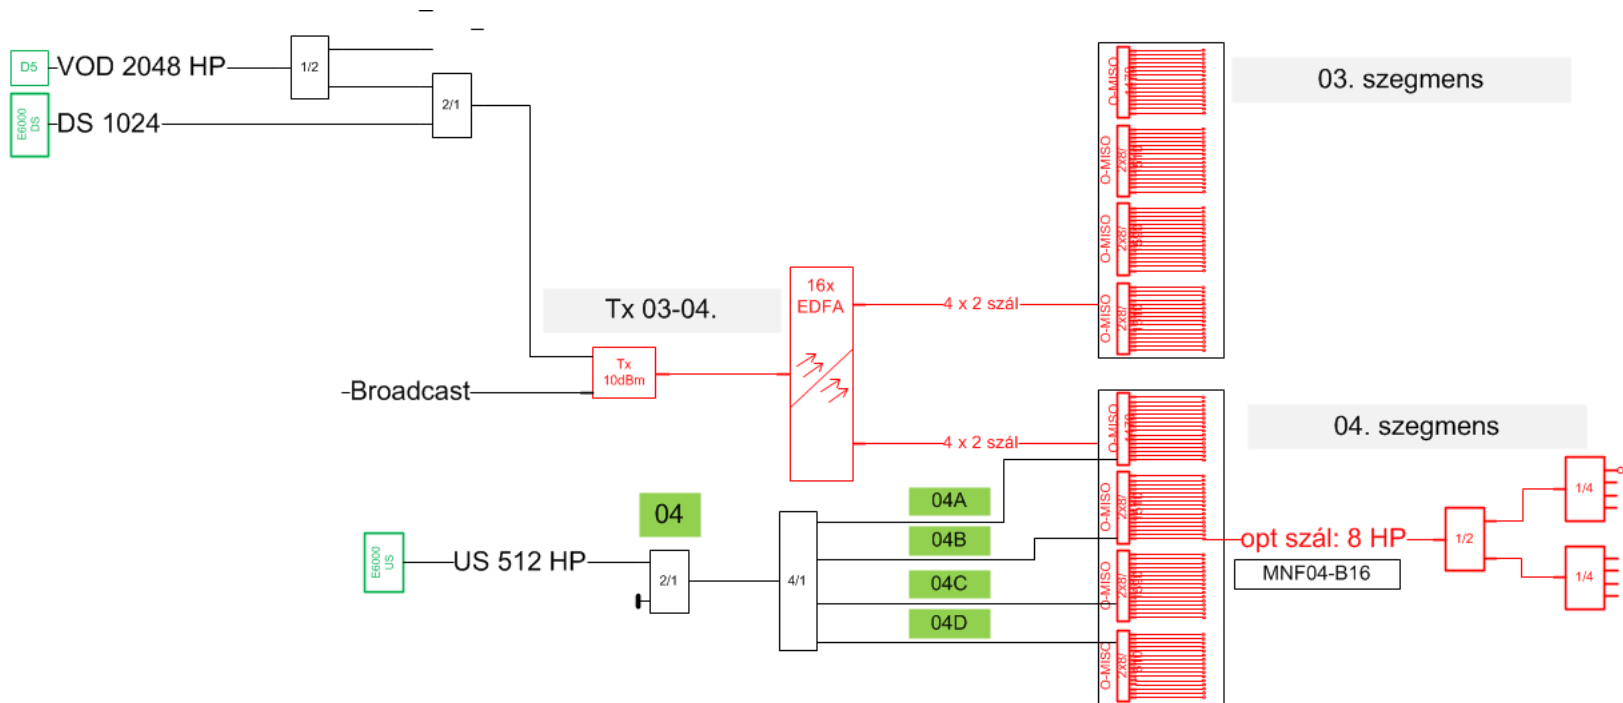 D5
VOD 2048 HP
1/2
E6000
DS
DS 1024
2/1
Tx 03-04.
Tx
10dBm
Broadcast
16x
EDFA
4 x 2 szál
4 x 2 szál
O-MISO
O-MISO
2x8/
O-MISO
2x8/
O-MISO
2x8/
03. szegmens
04. szegmens
E6000
US
US 512 HP
04
2/1
4/1
04A
04B
04C
04D
O-MISO
O-MISO
2x8/
O-MISO
2x8/
O-MISO
2x8/
opt szál: 8 HP
MNF04-B16
1/2
1/4
1/4